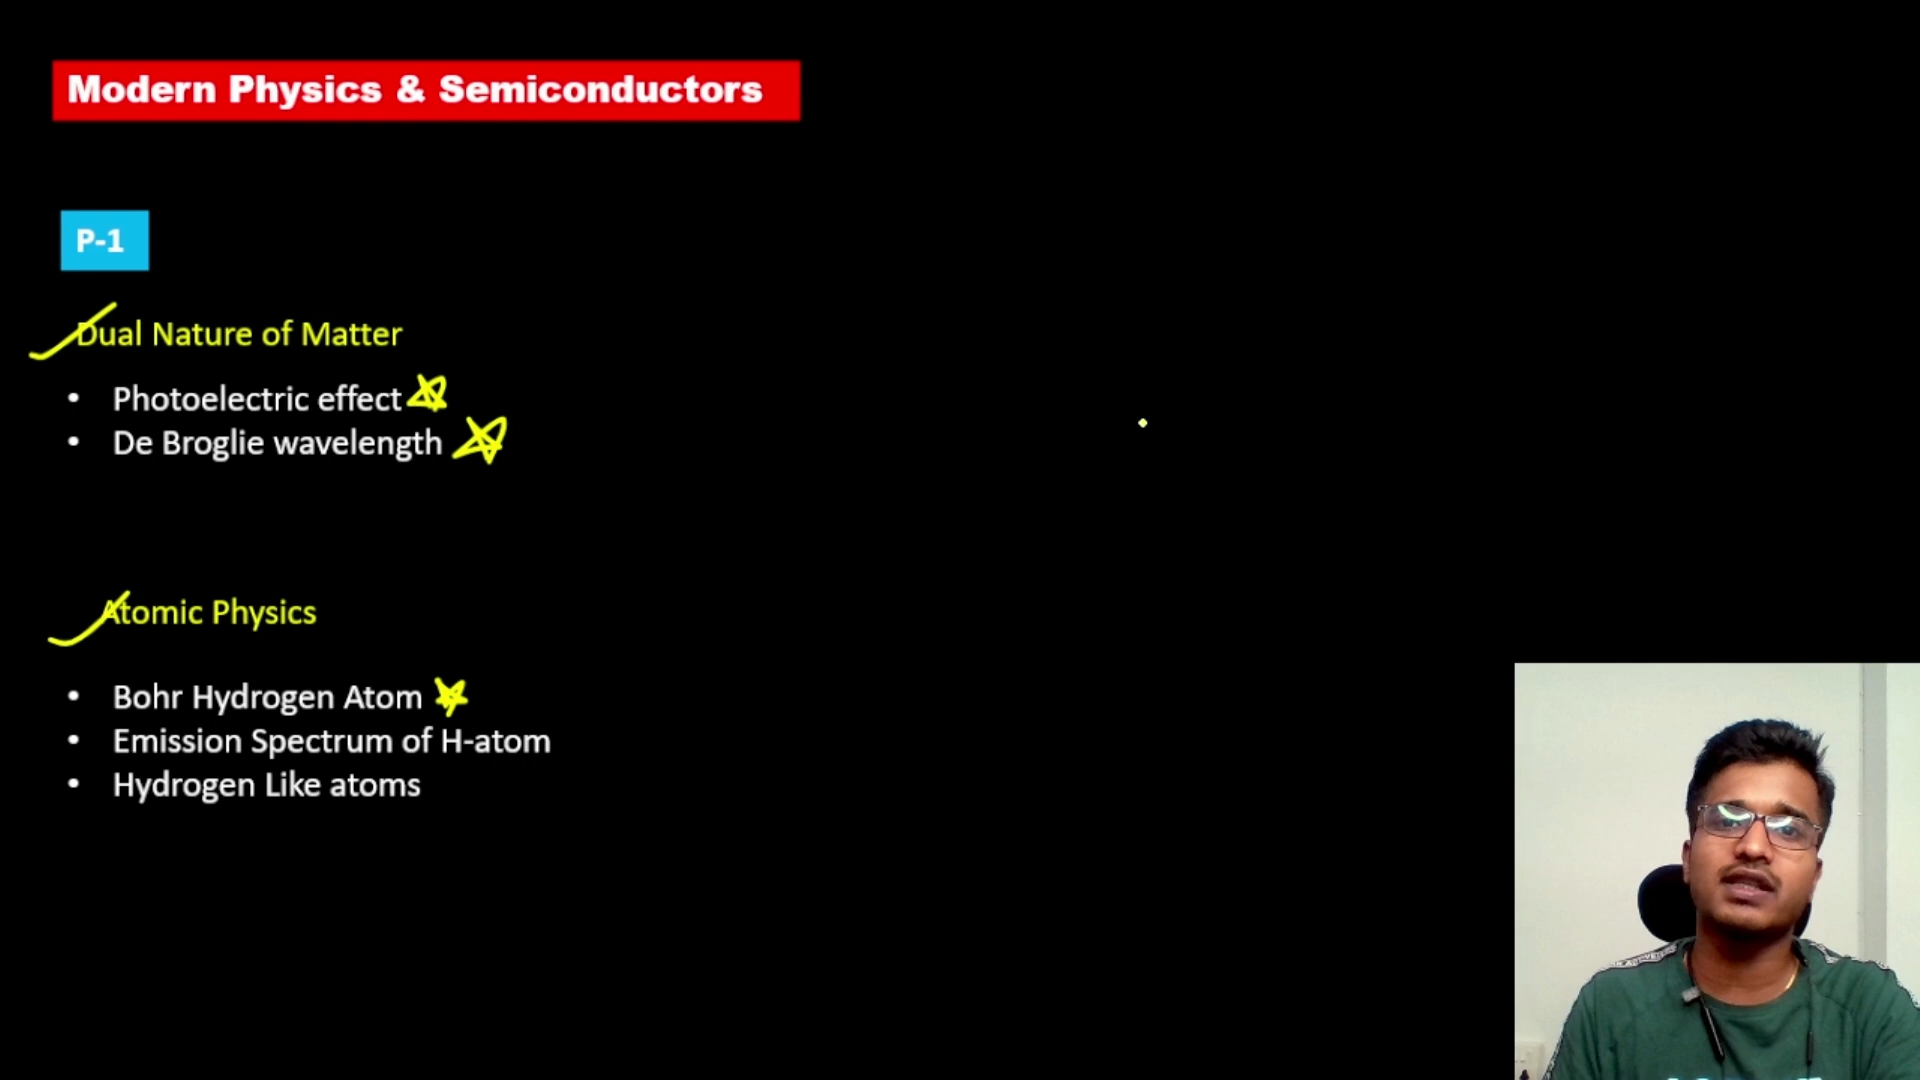 Modern Physics & Semiconductors
P-1
Dual Nature of Matter
• Photoelectric effect
• De Broglie wavelength
Atomic Physics
• Bohr Hydrogen Atom
• Emission Spectrum of H-atom
• Hydrogen Like atoms